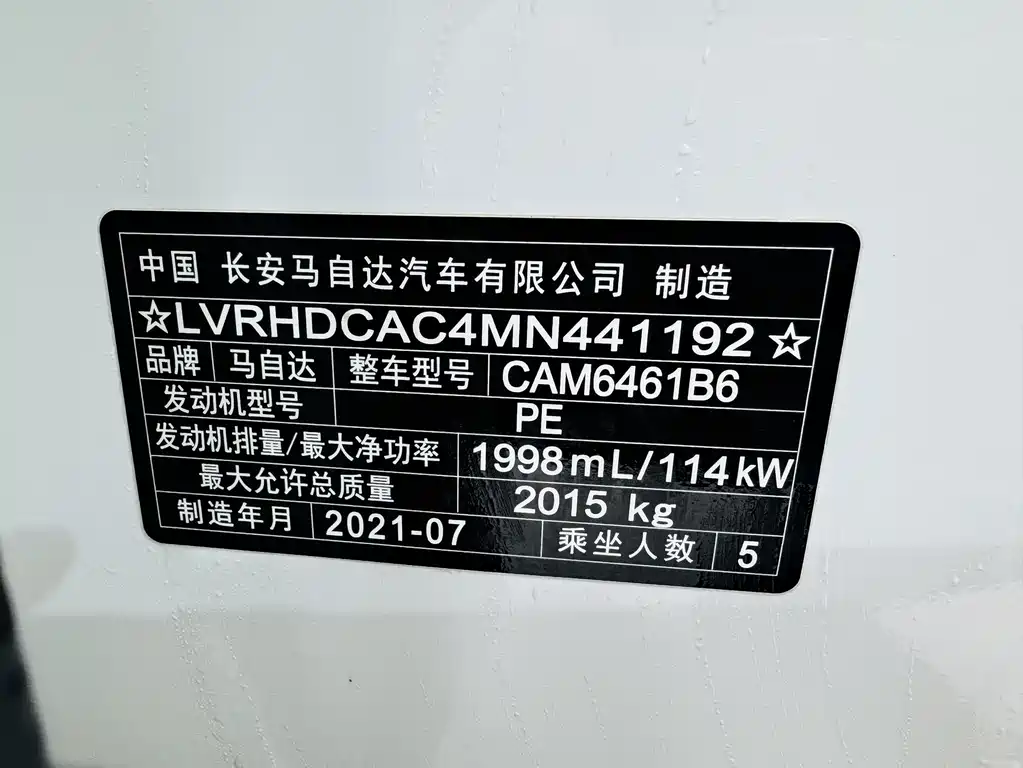 中国 长安马自达汽车有限公司 制造
☆LVRHDCAC4MN441192☆
品牌 马自达 整车型号 CAM6461B6
发动机型号 PE
发动机排量/最大净功率 1998mL/114kW
最大允许总质量 2015 kg
制造年月 2021-07 乘坐人数 5